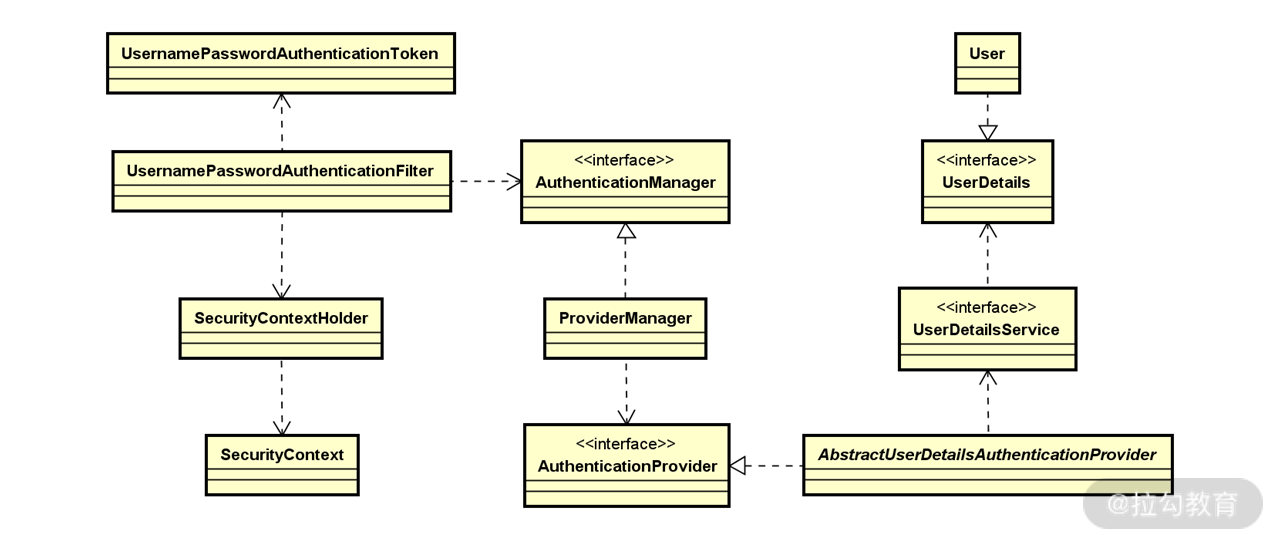 UsernamePasswordAuthenticationToken
User
UsernamePasswordAuthenticationFilter
<<interface>>
AuthenticationManager
<<interface>>
UserDetails
SecurityContextHolder
ProviderManager
<<interface>>
UserDetailsService
SecurityContext
<<interface>>
AuthenticationProvider
AbstractUserDetailsAuthenticationProvider
@拉勾教育